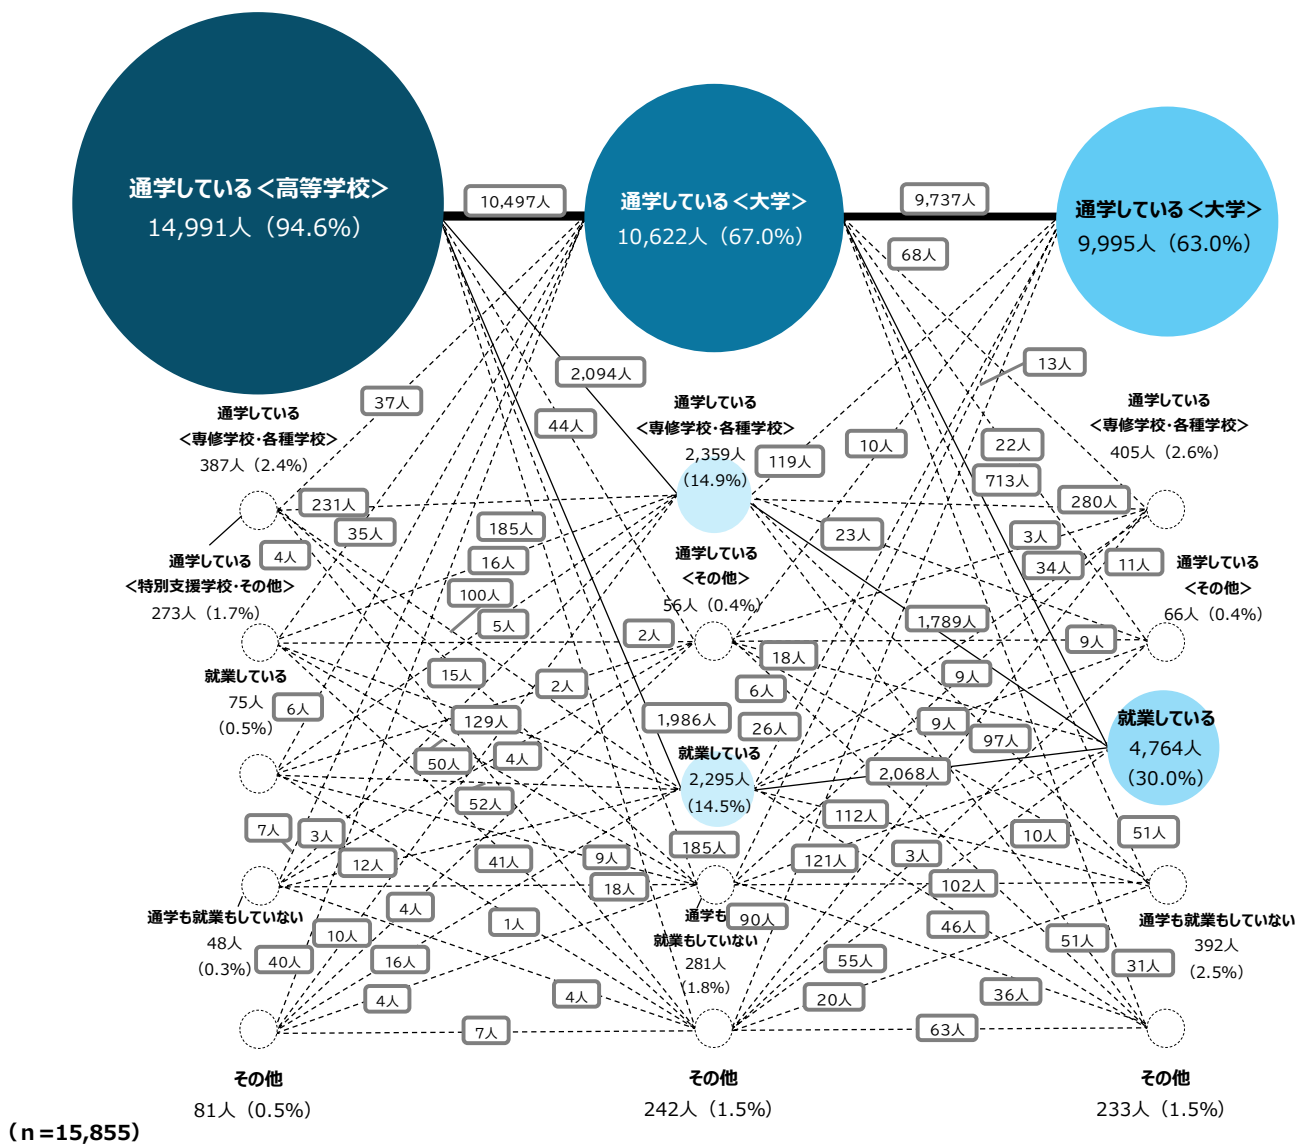 通学している＜高等学校＞
14,991人（94.6%）
10,497人
通学している＜大学＞
10,622人（67.0%）
9,737人
通学している＜大学＞
9,995人（63.0%）
68人
13人
2,094人
37人
44人
通学している
＜専修学校・各種学校＞
387人（2.4%）
通学している
＜専修学校・各種学校＞
2,359人
（14.9%）
通学している
＜専修学校・各種学校＞
405人（2.6%）
119人
10人
22人
713人
280人
231人
35人
185人
23人
3人
34人
11人
4人
16人
通学している
＜特別支援学校・その他＞
273人（1.7%）
通学している
＜その他＞
56人（0.4%）
通学している
＜その他＞
66人（0.4%）
100人
5人
2人
1,789人
18人
9人
就業している
75人
（0.5%）
15人
2人
6人
9人
6人
129人
1,986人
26人
9人
97人
就業している
4,764人
（30.0%）
50人
4人
就業している
2,295人
（14.5%）
2,068人
52人
112人
7人
3人
12人
41人
9人
185人
121人
3人
10人
51人
18人
102人
通学も就業もしていない
48人
（0.3%）
4人
1人
通学も
就業もしていない
281人
（1.8%）
90人
46人
通学も就業もしていない
392人
（2.5%）
10人
40人
16人
55人
51人
31人
4人
4人
20人
36人
7人
63人
その他
81人（0.5%）
その他
242人（1.5%）
その他
233人（1.5%）
（ｎ=15,855）